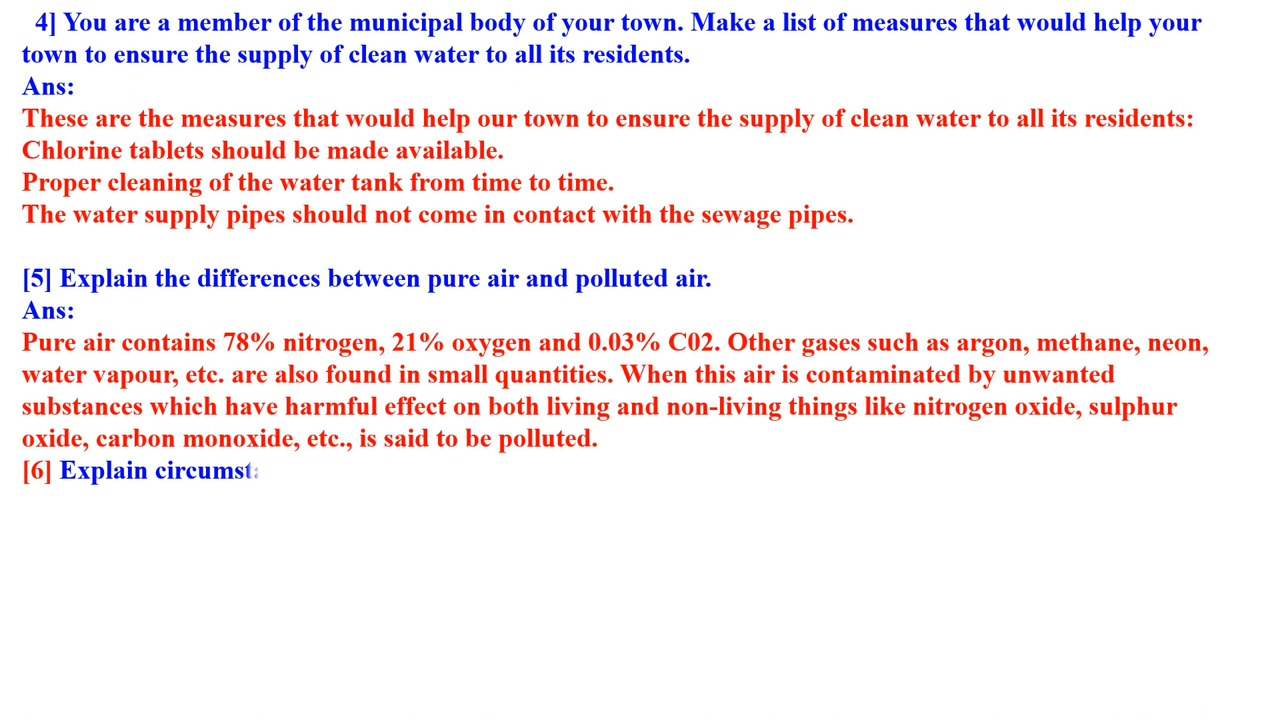 4] You are a member of the municipal body of your town. Make a list of measures that would help your
town to ensure the supply of clean water to all its residents.
Ans:
These are the measures that would help our town to ensure the supply of clean water to all its residents:
Chlorine tablets should be made available.
Proper cleaning of the water tank from time to time.
The water supply pipes should not come in contact with the sewage pipes.
[5] Explain the differences between pure air and polluted air.
Ans:
Pure air contains 78% nitrogen, 21% oxygen and 0.03% C02. Other gases such as argon, methane, neon,
water vapour, etc. are also found in small quantities. When this air is contaminated by unwanted
substances which have harmful effect on both living and non-living things like nitrogen oxide, sulphur
oxide, carbon monoxide, etc., is said to be polluted.
[6] Explain